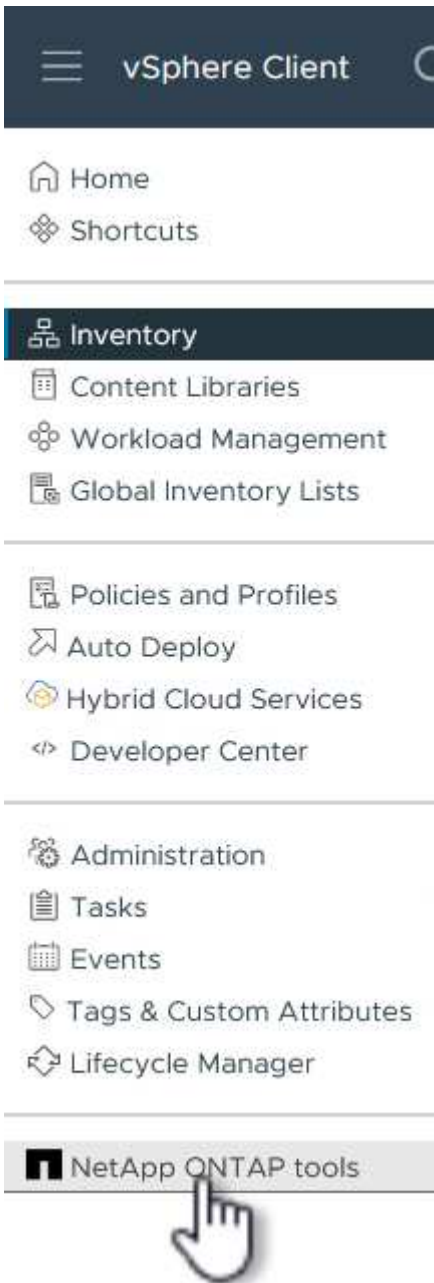 vSphere Client
Home
Shortcuts
Inventory
Content Libraries
Workload Management
Global Inventory Lists
Policies and Profiles
Auto Deploy
Hybrid Cloud Services
Developer Center
Administration
Tasks
Events
Tags & Custom Attributes
Lifecycle Manager
NetApp ONTAP tools